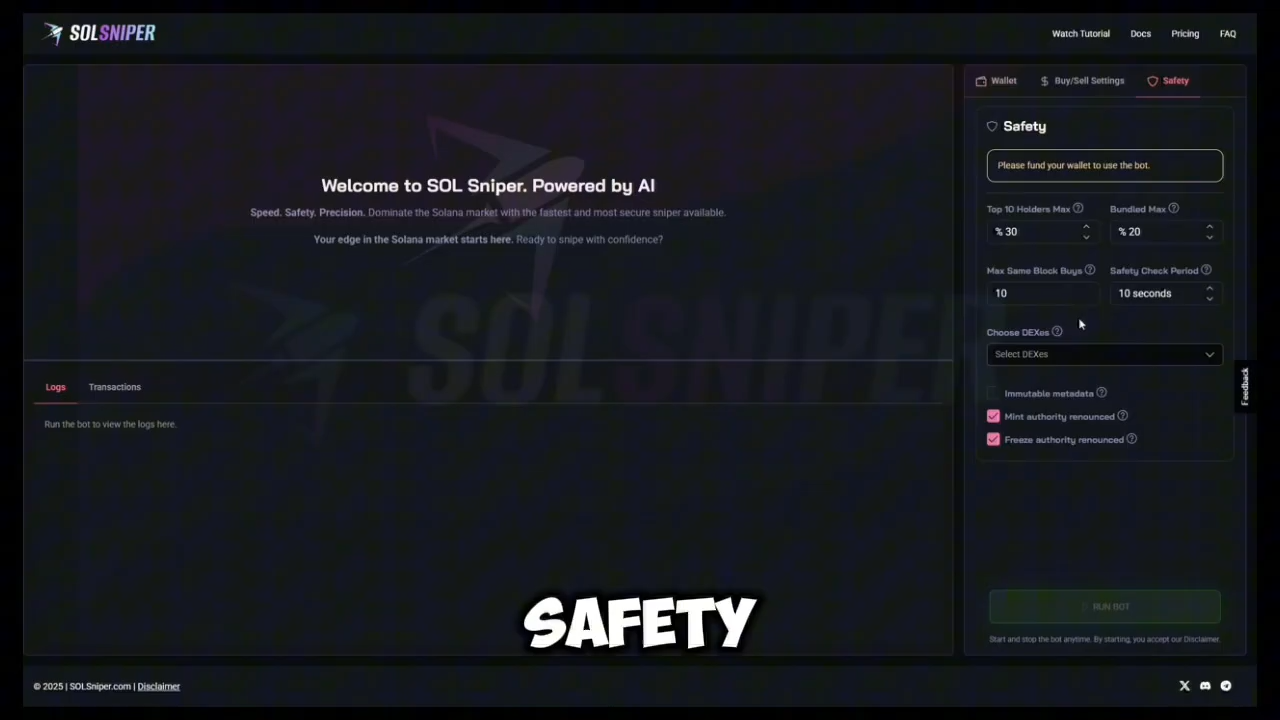 SOLSNIPER
Watch Tutorial Docs Pricing FAQ
Wallet Buy/Sell Settings Safety
Welcome to SOL Sniper. Powered by AI
Speed. Safety. Precision. Dominate the Solana market with the fastest and most secure sniper available.
Your edge in the Solana market starts here. Ready to snipe with confidence?
SOLSNIPER
Logs Transactions
Run the bot to view the logs here.
Safety
Please fund your wallet to use the bot.
Top 10 Holders Max Bundled Max
% 30 % 20
Max Same Block Buys Safety Check Period
10 10 seconds
Choose DEXes
Select DEXes
Immutable metadata
Mint authority renounced
Freeze authority renounced
RUN BOT
Start and stop the bot anytime. By starting, you accept our Disclaimer.
Feedback
SAFETY
© 2025 | SOLSniper.com | Disclaimer